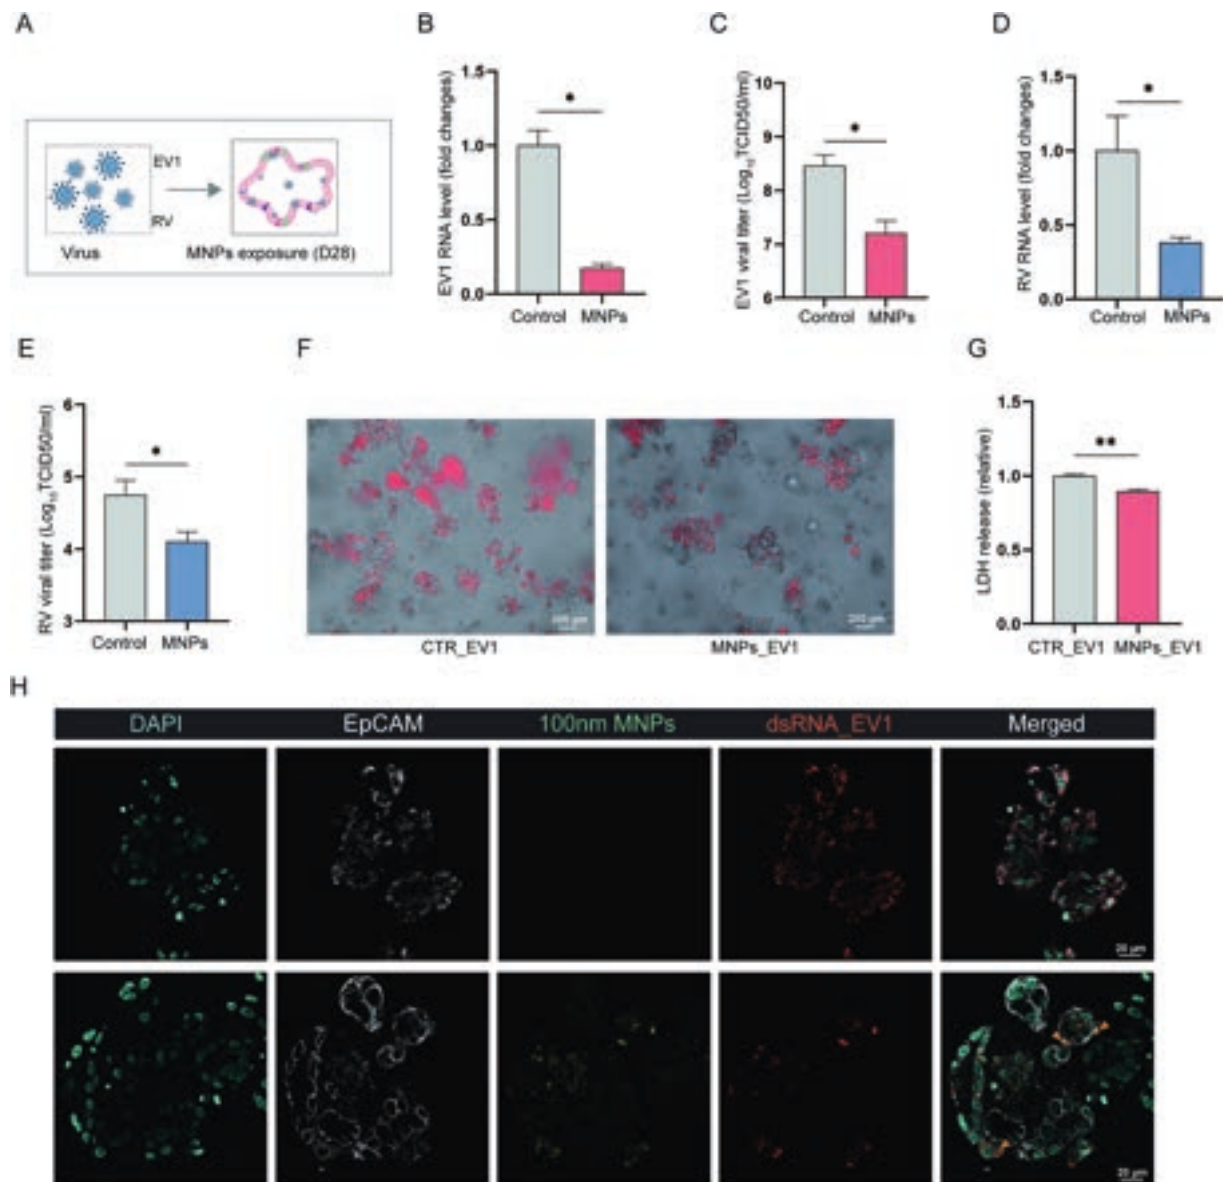 A
B
C
D
EV1
RV
Virus
MNPs exposure (D28)
EV1 RNA level (fold changes)
1.5
1.0
0.5
0.0
Control MNPs
EV1 viral titer (Log₁₀TCID50/ml)
10
9
8
7
6
Control MNPs
RV RNA level (fold changes)
1.5
1.0
0.5
0.0
Control MNPs
E
F
G
RV viral titer (Log₁₀TCID50/ml)
6
5
4
3
Control MNPs
CTR_EV1
MNPs_EV1
LDH release (relative)
1.5
1.0
0.5
0.0
CTR_EV1 MNPs_EV1
H
DAPI EpCAM 100nm MNPs dsRNA_EV1 Merged
20 μm
20 μm